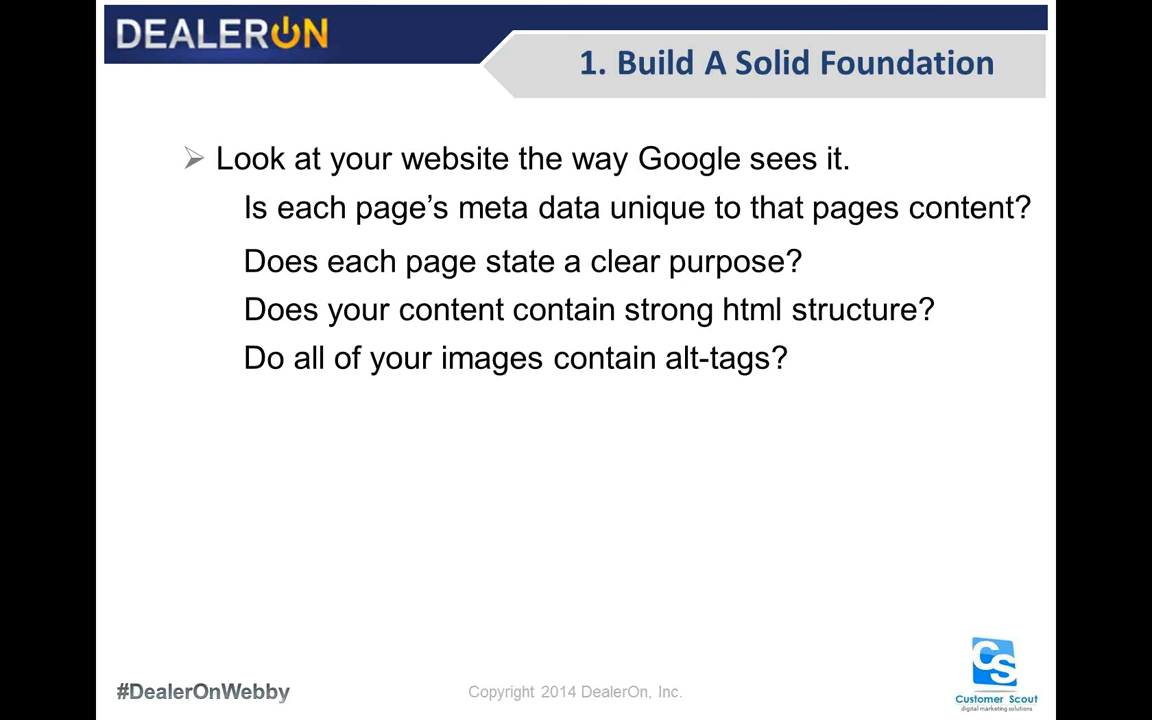 DEALERON
1. Build A Solid Foundation
Look at your website the way Google sees it.
Is each page’s meta data unique to that pages content?
Does each page state a clear purpose?
Does your content contain strong html structure?
Do all of your images contain alt-tags?
#DealerOnWebby
Copyright 2014 DealerOn, Inc.
CS
Customer Scout
digital marketing solutions